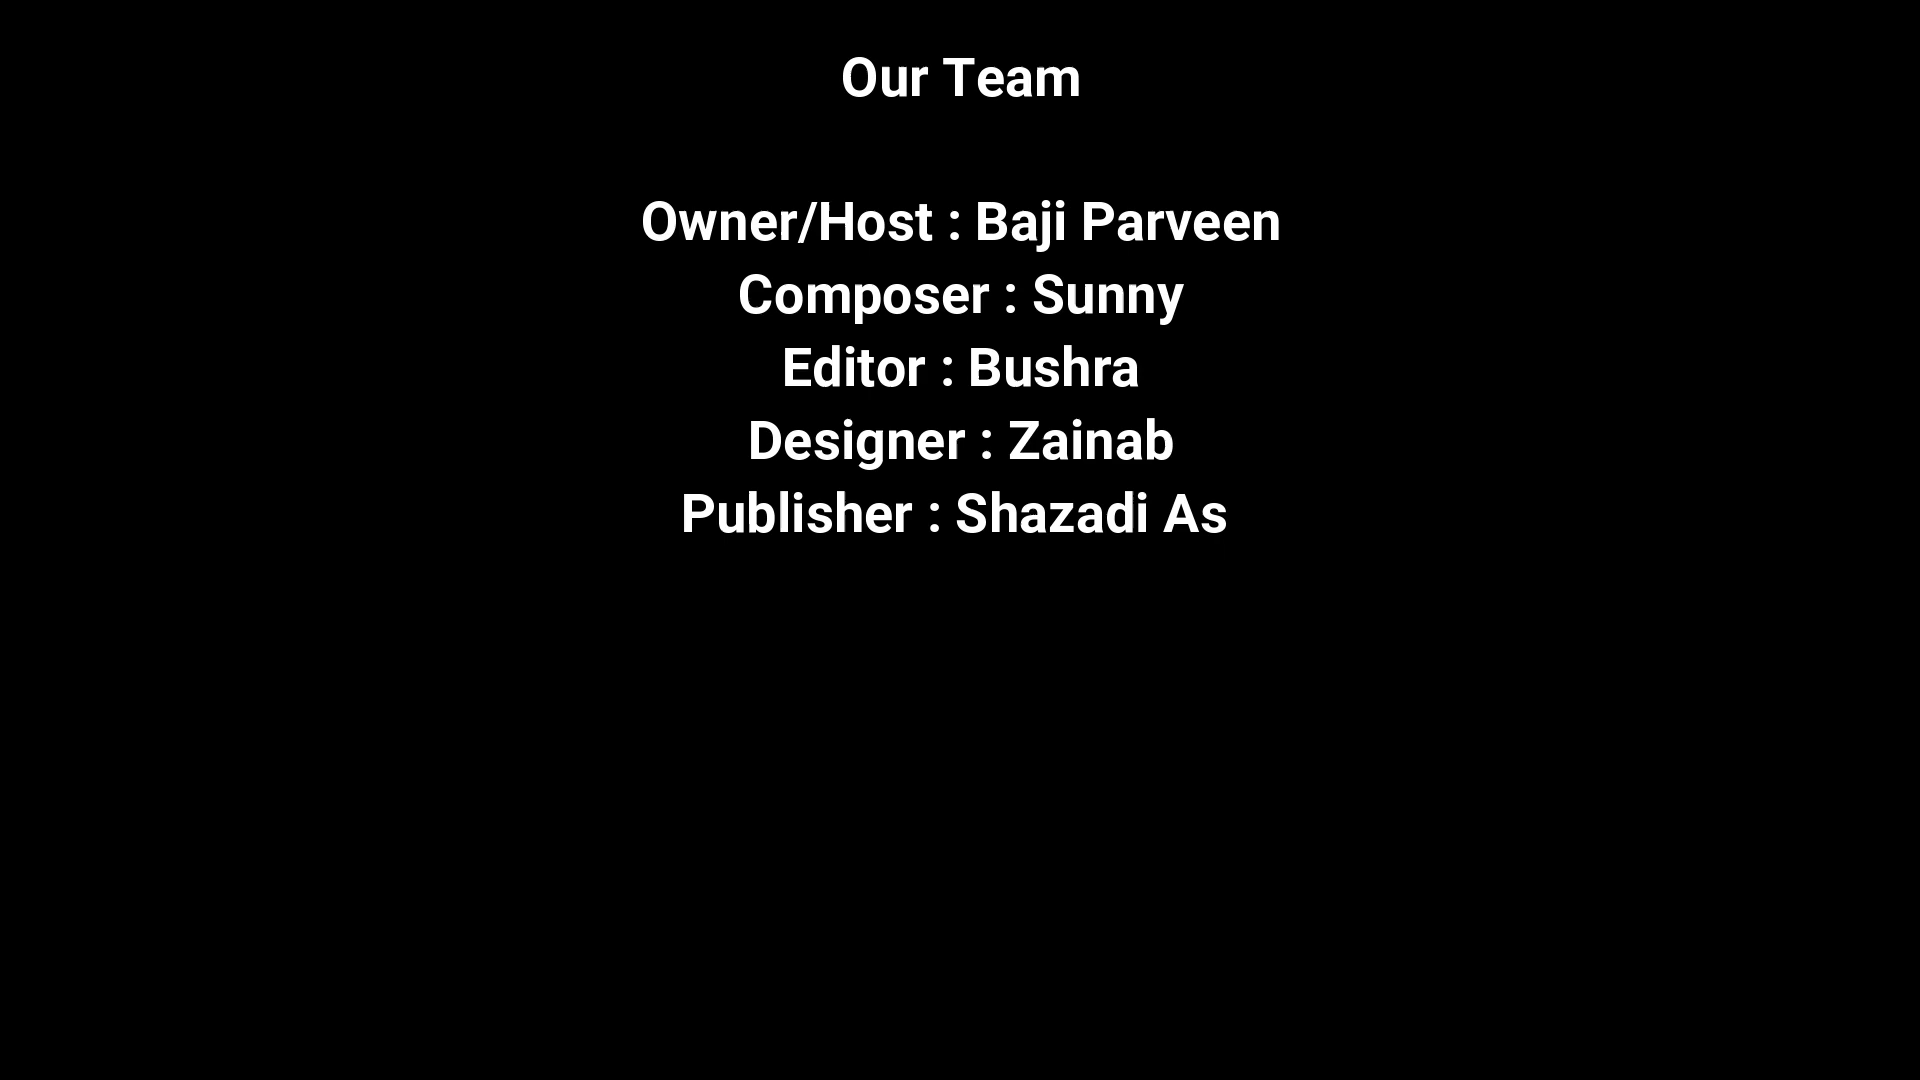 Our Team
Owner/Host : Baji Parveen
Composer : Sunny
Editor : Bushra
Designer : Zainab
Publisher : Shazadi As